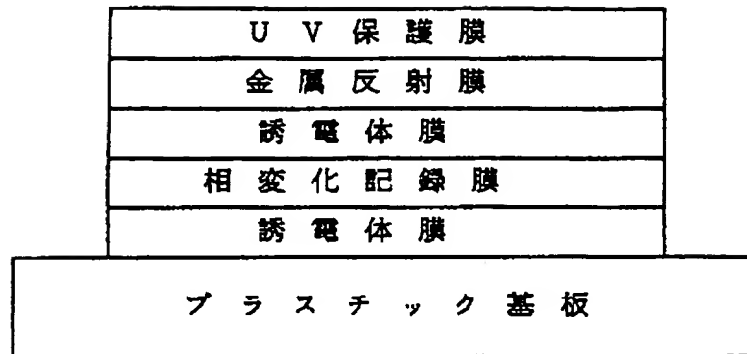 UV保護膜
金属反射膜
誘電体膜
相変化記録膜
誘電体膜
プラスチック基板